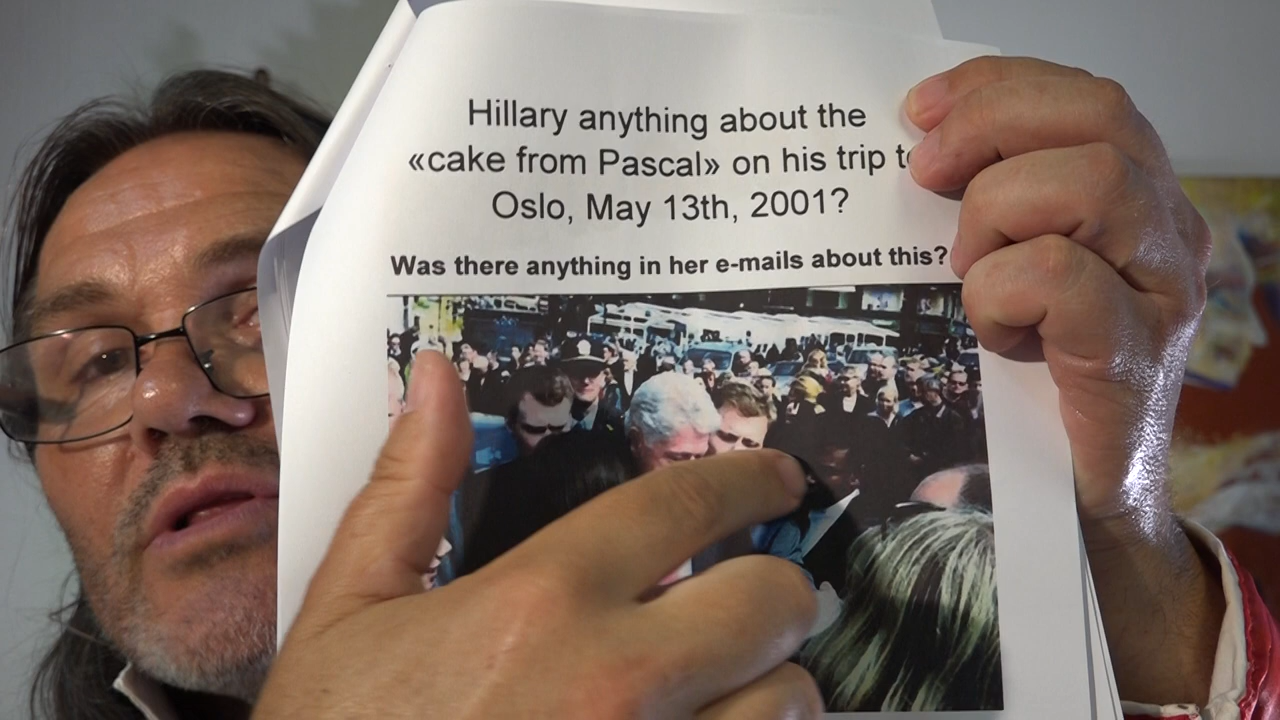 Hillary anything about the
«cake from Pascal» on his trip to
Oslo, May 13th, 2001?
Was there anything in her e-mails about this?